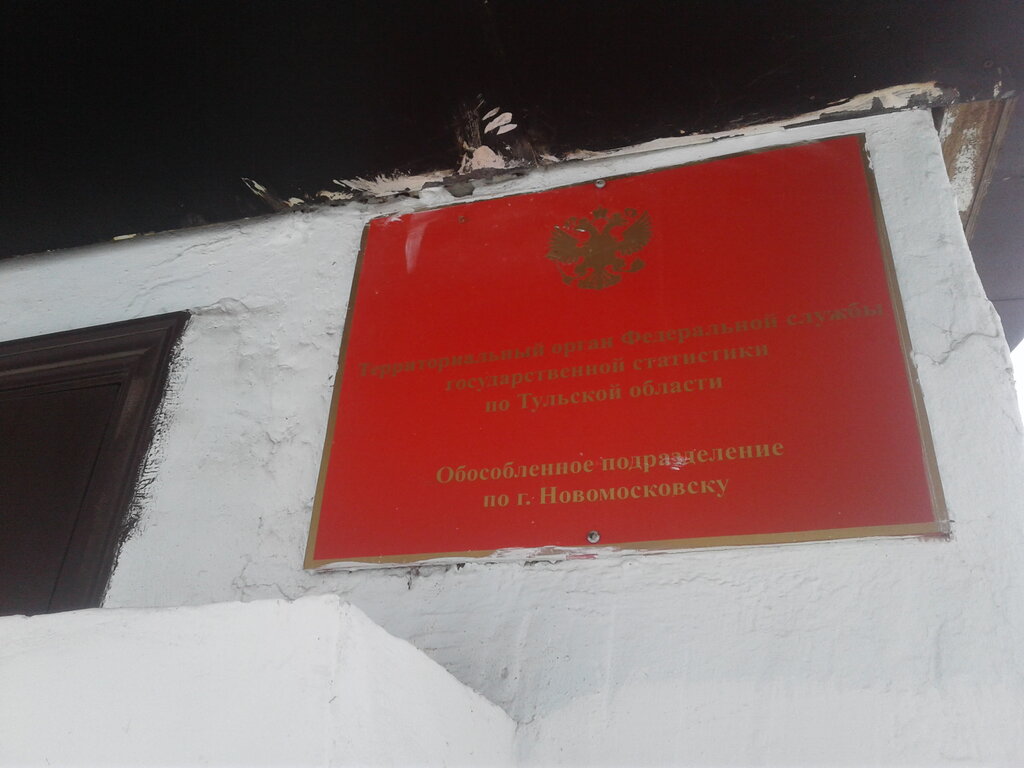 Территориальный орган Федеральной службы
государственной статистики
по Тульской области
Обособленное подразделение
по г. Новомосковску